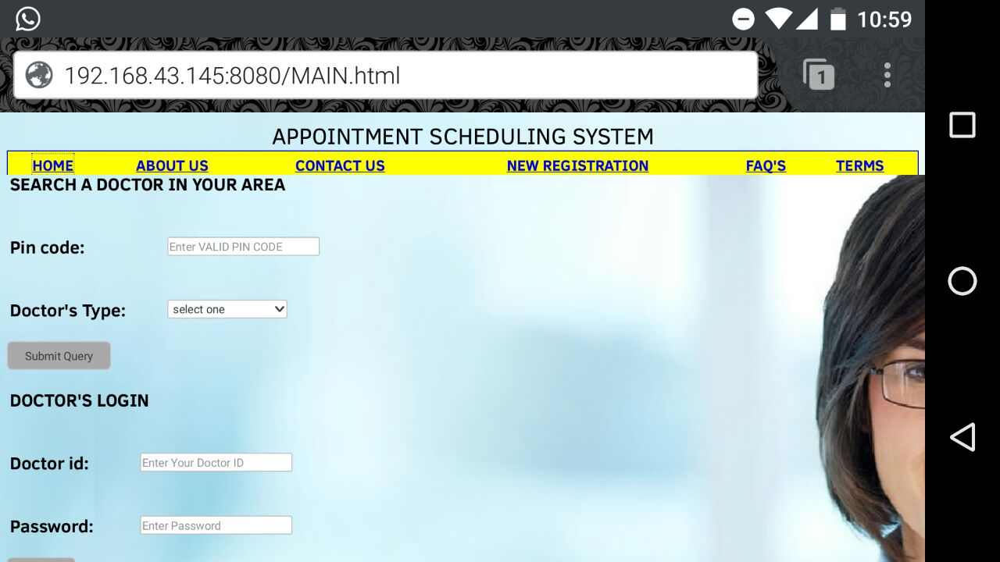 10:59
192.168.43.145:8080/MAIN.html
1
APPOINTMENT SCHEDULING SYSTEM
HOME ABOUT US CONTACT US NEW REGISTRATION FAQ'S TERMS
SEARCH A DOCTOR IN YOUR AREA
Pin code: Enter VALID PIN CODE
Doctor's Type: select one
Submit Query
DOCTOR'S LOGIN
Doctor id: Enter Your Doctor ID
Password: Enter Password